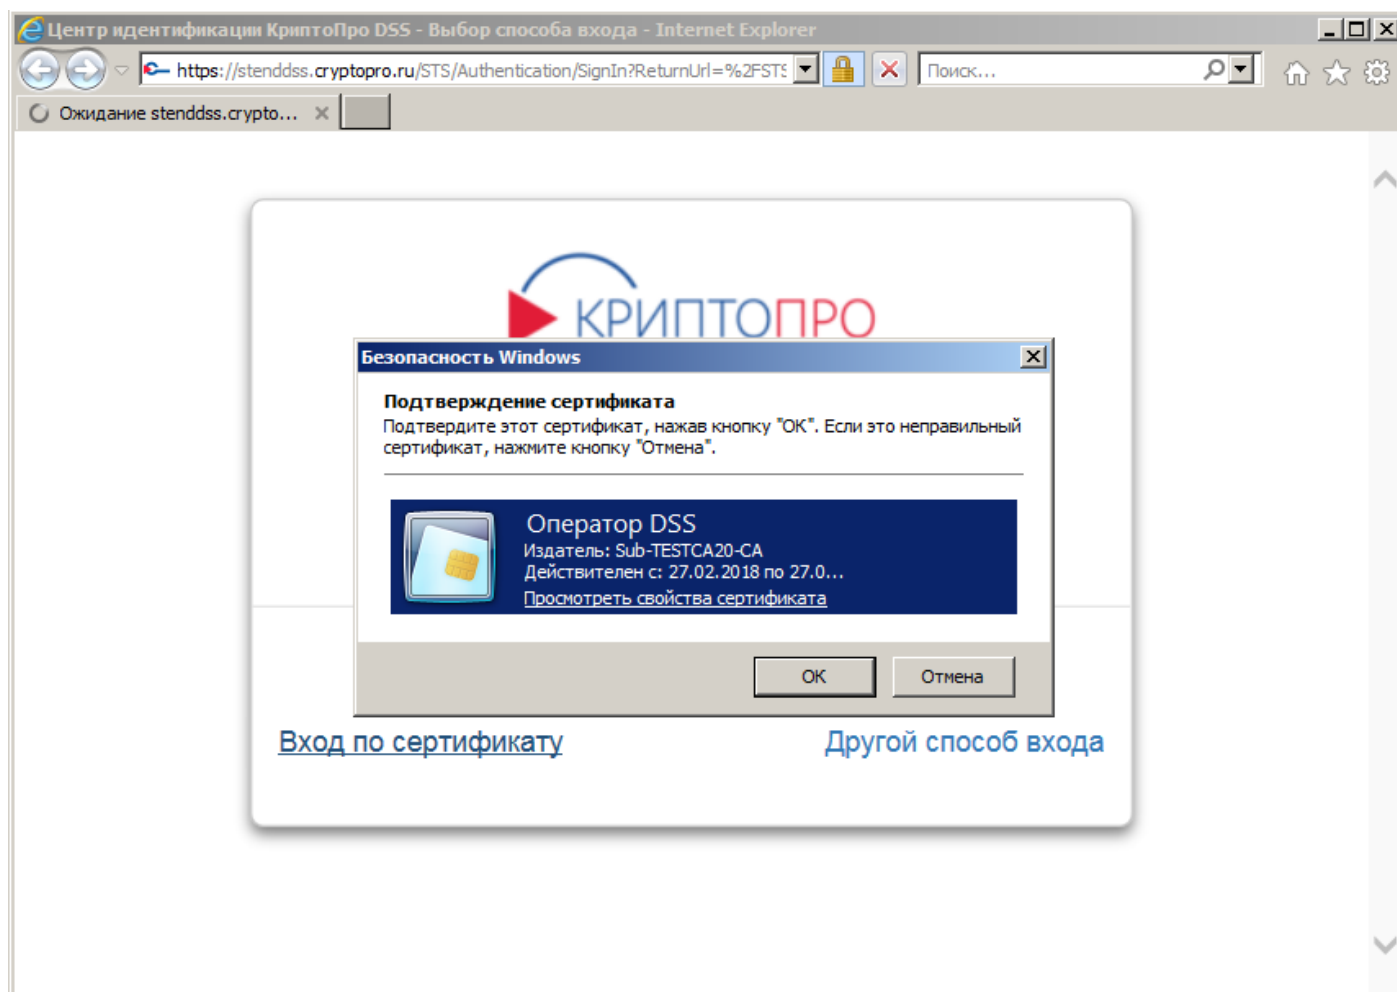 Центр идентификации КриптоПро DSS - Выбор способа входа - Internet Explorer
https://stenddss.cryptopro.ru/STS/Authentication/SignIn?ReturnUrl=%2FSTS
Поиск...
Ожидание stenddss.crypto...
КРИПТОПРО
Безопасность Windows
Подтверждение сертификата
Подтвердите этот сертификат, нажав кнопку "ОК". Если это неправильный
сертификат, нажмите кнопку "Отмена".
Оператор DSS
Издатель: Sub-TESTCA20-CA
Действителен с: 27.02.2018 по 27.0...
Просмотреть свойства сертификата
ОК
Отмена
Вход по сертификату
Другой способ входа